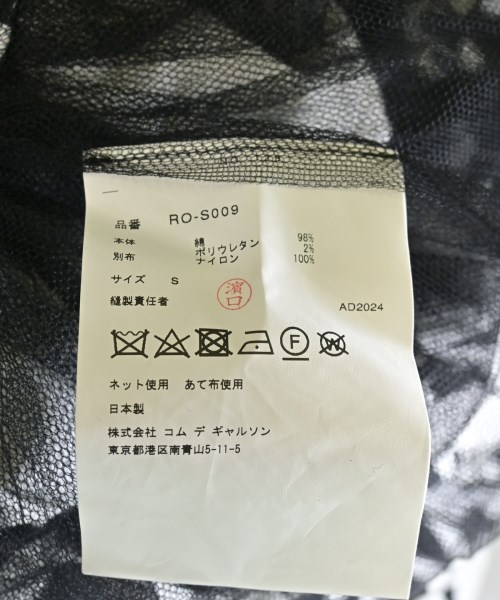 品番 RO-S009
本体 綿 98%
ポリウレタン 2%
別布 ナイロン 100%
サイズ S
縫製責任者 濱口
AD2024
F W
ネット使用 あて布使用
日本製
株式会社 コム デ ギャルソン
東京都港区南青山5-11-5